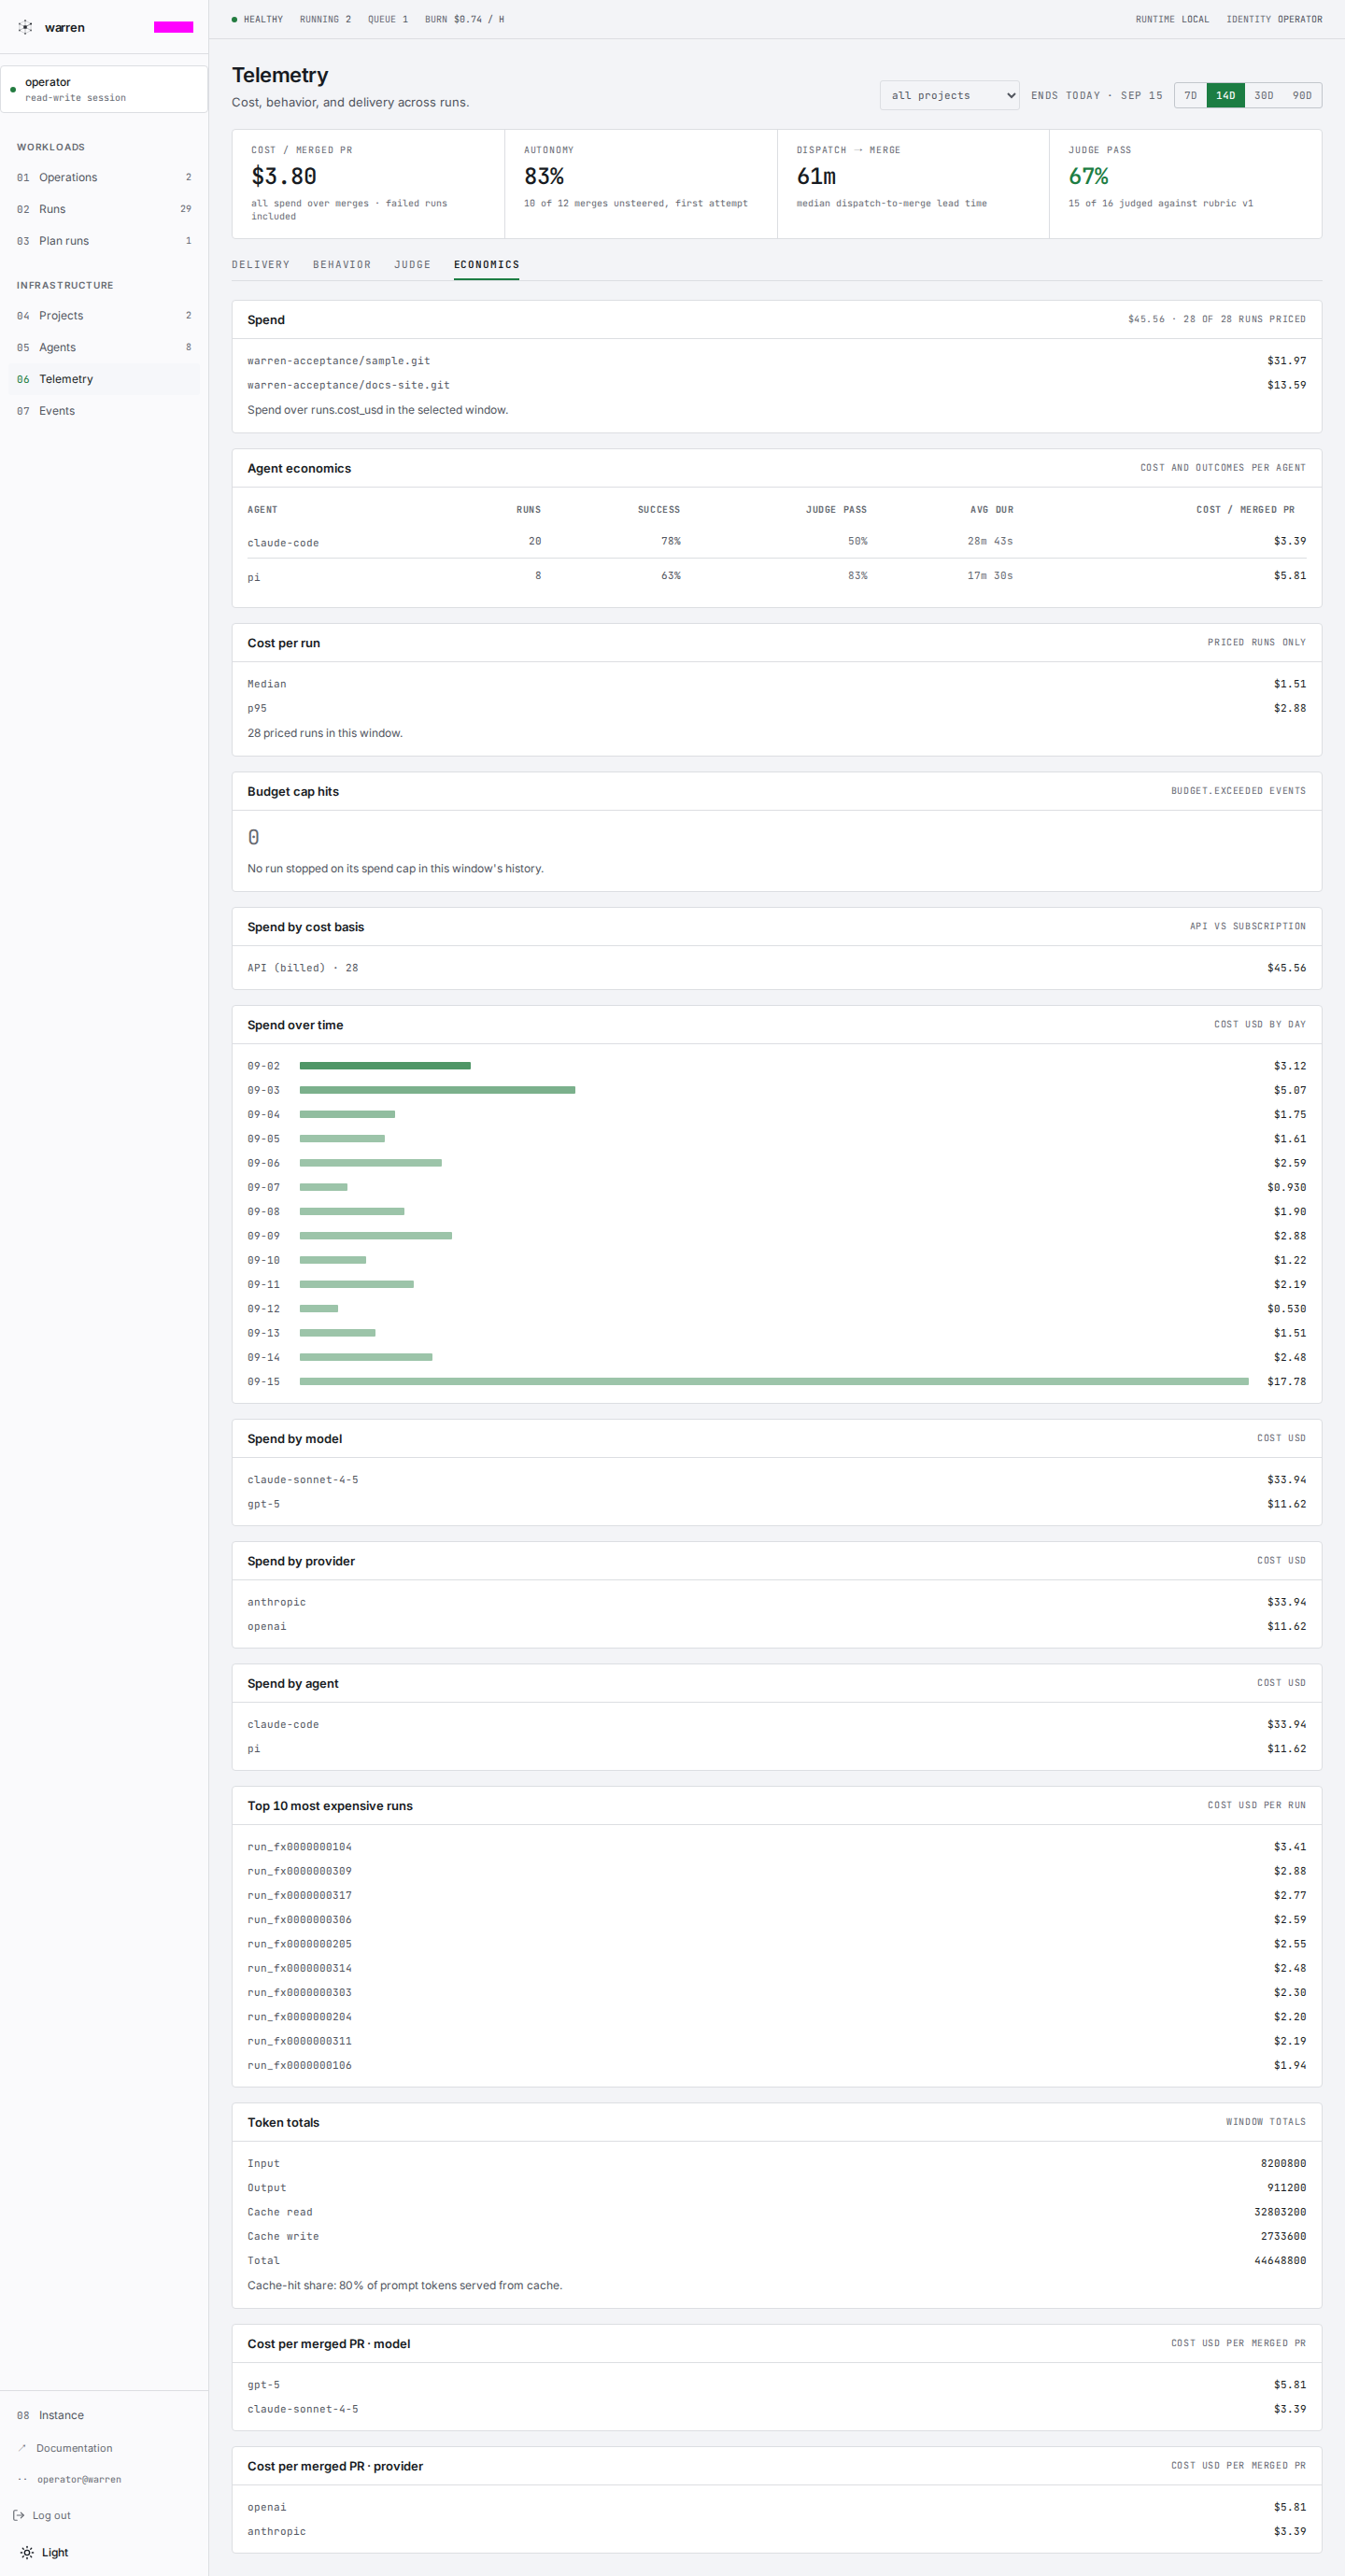 warren
operator
read-write session
WORKLOADS
01 Operations 2
02 Runs 29
03 Plan runs 1
INFRASTRUCTURE
04 Projects 2
05 Agents 8
06 Telemetry
07 Events
08 Instance
↗ Documentation
·· operator@warren
Log out
Light
HEALTHY RUNNING 2 QUEUE 1 BURN $0.74 / H RUNTIME LOCAL IDENTITY OPERATOR
Telemetry
Cost, behavior, and delivery across runs.
all projects ENDS TODAY · SEP 15 7D 14D 30D 90D
COST / MERGED PR
$3.80
all spend over merges · failed runs
included
AUTONOMY
83%
10 of 12 merges unsteered, first attempt
DISPATCH → MERGE
61m
median dispatch-to-merge lead time
JUDGE PASS
67%
15 of 16 judged against rubric v1
DELIVERY BEHAVIOR JUDGE ECONOMICS
Spend $45.56 · 28 OF 28 RUNS PRICED
warren-acceptance/sample.git $31.97
warren-acceptance/docs-site.git $13.59
Spend over runs.cost_usd in the selected window.
Agent economics COST AND OUTCOMES PER AGENT
AGENT RUNS SUCCESS JUDGE PASS AVG DUR COST / MERGED PR
claude-code 20 78% 50% 28m 43s $3.39
pi 8 63% 83% 17m 30s $5.81
Cost per run PRICED RUNS ONLY
Median $1.51
p95 $2.88
28 priced runs in this window.
Budget cap hits BUDGET.EXCEEDED EVENTS
0
No run stopped on its spend cap in this window's history.
Spend by cost basis API VS SUBSCRIPTION
API (billed) · 28 $45.56
Spend over time COST USD BY DAY
09-02 $3.12
09-03 $5.07
09-04 $1.75
09-05 $1.61
09-06 $2.59
09-07 $0.930
09-08 $1.90
09-09 $2.88
09-10 $1.22
09-11 $2.19
09-12 $0.530
09-13 $1.51
09-14 $2.48
09-15 $17.78
Spend by model COST USD
claude-sonnet-4-5 $33.94
gpt-5 $11.62
Spend by provider COST USD
anthropic $33.94
openai $11.62
Spend by agent COST USD
claude-code $33.94
pi $11.62
Top 10 most expensive runs COST USD PER RUN
run_fx0000000104 $3.41
run_fx0000000309 $2.88
run_fx0000000317 $2.77
run_fx0000000306 $2.59
run_fx0000000205 $2.55
run_fx0000000314 $2.48
run_fx0000000303 $2.30
run_fx0000000204 $2.20
run_fx0000000311 $2.19
run_fx0000000106 $1.94
Token totals WINDOW TOTALS
Input 8200800
Output 911200
Cache read 32803200
Cache write 2733600
Total 44648800
Cache-hit share: 80% of prompt tokens served from cache.
Cost per merged PR · model COST USD PER MERGED PR
gpt-5 $5.81
claude-sonnet-4-5 $3.39
Cost per merged PR · provider COST USD PER MERGED PR
openai $5.81
anthropic $3.39